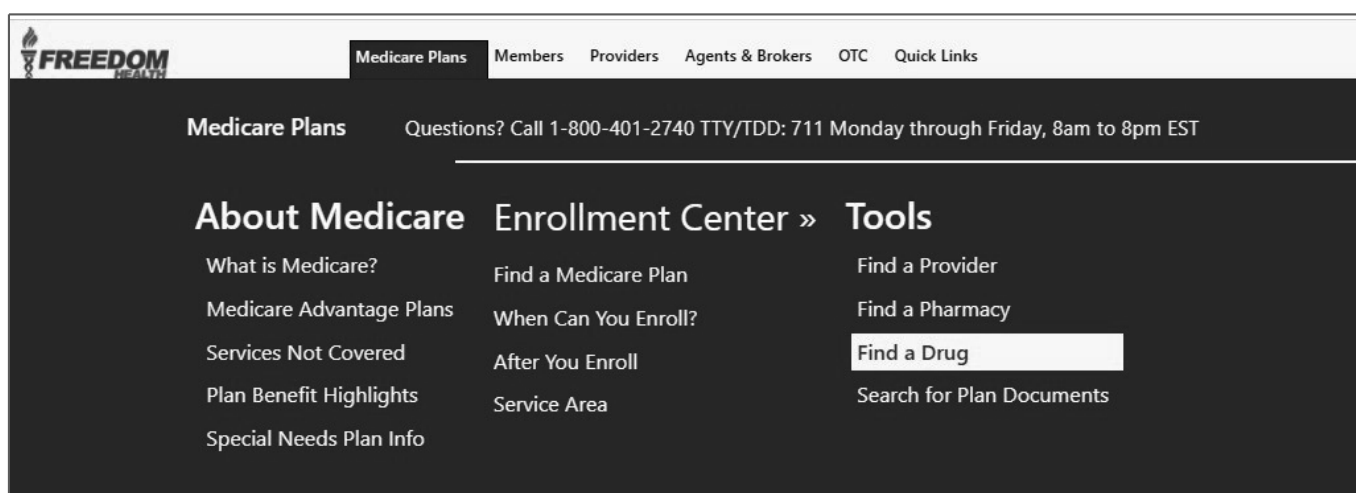 FREEDOM
HEALTH
Medicare Plans Members Providers Agents & Brokers OTC Quick Links
Medicare Plans Questions? Call 1-800-401-2740 TTY/TDD: 711 Monday through Friday, 8am to 8pm EST
About Medicare
What is Medicare?
Medicare Advantage Plans
Services Not Covered
Plan Benefit Highlights
Special Needs Plan Info
Enrollment Center »
Find a Medicare Plan
When Can You Enroll?
After You Enroll
Service Area
Tools
Find a Provider
Find a Pharmacy
Find a Drug
Search for Plan Documents